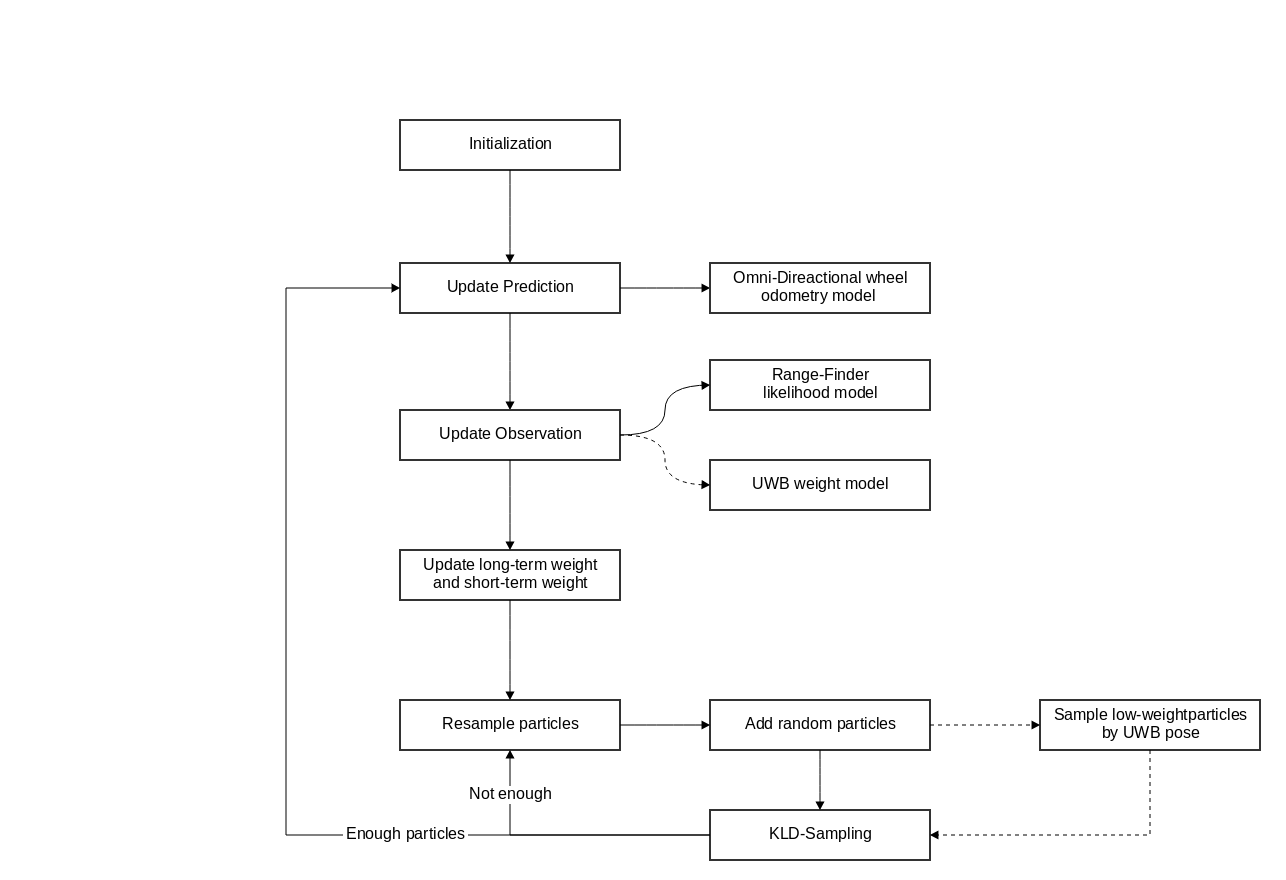 Initialization
Update Prediction
Omni-Direactional wheel
odometry model
Range-Finder
likelihood model
Update Observation
UWB weight model
Update long-term weight
and short-term weight
Resample particles
Add random particles
Sample low-weightparticles
by UWB pose
Not enough
Enough particles
KLD-Sampling